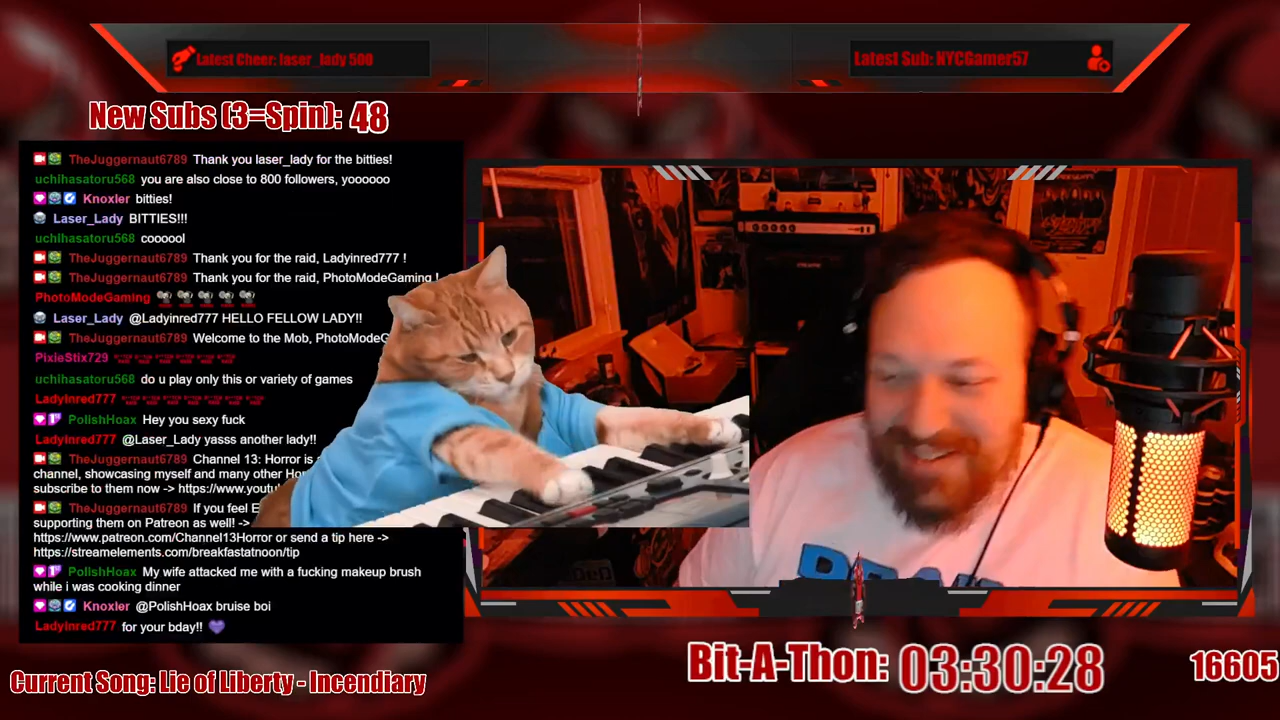 Latest Cheer: laser_lady 500
Latest Sub: NYCGamer57
New Subs (3=Spin): 48
TheJuggernaut6789 Thank you laser_lady for the bitties!
uchihasatoru568 you are also close to 800 followers, yoooooo
Knoxler bitties!
Laser_Lady BITTIES!!!
uchihasatoru568 coooool
TheJuggernaut6789 Thank you for the raid, Ladyinred777 !
TheJuggernaut6789 Thank you for the raid, PhotoModeGaming !
PhotoModeGaming
Laser_Lady @Ladyinred777 HELLO FELLOW LADY!!
TheJuggernaut6789 Welcome to the Mob, PhotoModeG
PixieStix729
uchihasatoru568 do u play only this or variety of games
Ladyinred777
PolishHoax Hey you sexy fuck
Ladyinred777 @Laser_Lady yasss another lady!!
TheJuggernaut6789 Channel 13: Horror is
channel, showcasing myself and many other Hor
subscribe to them now -> https://www.youtu
TheJuggernaut6789 If you feel E
supporting them on Patreon as well! ->
https://www.patreon.com/Channel13Horror or send a tip here ->
https://streamelements.com/breakfastatnoon/tip
PolishHoax My wife attacked me with a fucking makeup brush
while i was cooking dinner
Knoxler @PolishHoax bruise boi
Ladyinred777 for your bday!!
DeD
Bit-A-Thon: 03:30:28
16605
Current Song: Lie of Liberty - Incendiary